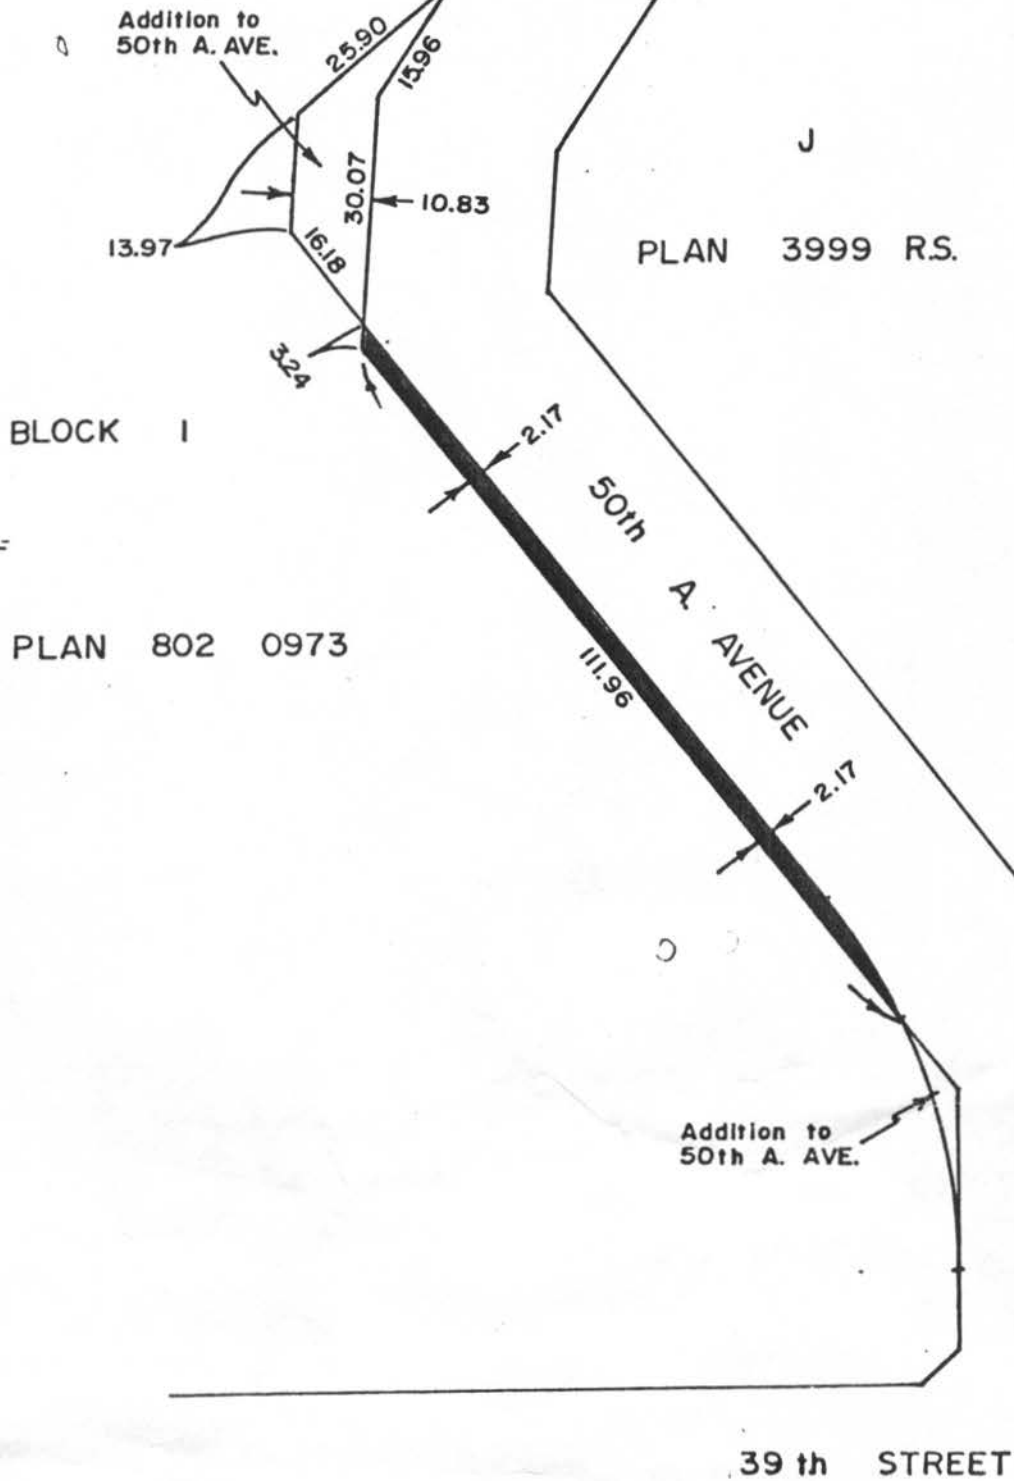 Addition to
50th A. AVE.
25.90
15.96
J
30.07
10.83
13.97
16.18
PLAN 3999 R.S.
3.24
2.17
BLOCK 1
50th A. AVENUE
PLAN 802 0973
111.96
2.17
Addition to
50th A. AVE.
39 th STREET